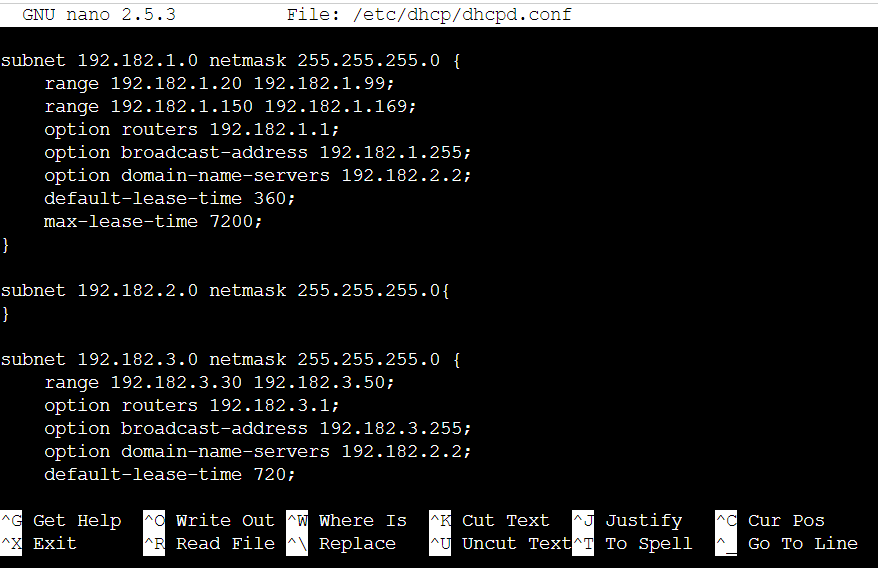 GNU nano 2.5.3 File: /etc/dhcp/dhcpd.conf
subnet 192.182.1.0 netmask 255.255.255.0 {
range 192.182.1.20 192.182.1.99;
range 192.182.1.150 192.182.1.169;
option routers 192.182.1.1;
option broadcast-address 192.182.1.255;
option domain-name-servers 192.182.2.2;
default-lease-time 360;
max-lease-time 7200;
}
subnet 192.182.2.0 netmask 255.255.255.0{
}
subnet 192.182.3.0 netmask 255.255.255.0 {
range 192.182.3.30 192.182.3.50;
option routers 192.182.3.1;
option broadcast-address 192.182.3.255;
option domain-name-servers 192.182.2.2;
default-lease-time 720;
^G Get Help ^O Write Out ^W Where Is ^K Cut Text ^J Justify ^C Cur Pos
^X Exit ^R Read File ^\ Replace ^U Uncut Text^T To Spell ^_ Go To Line